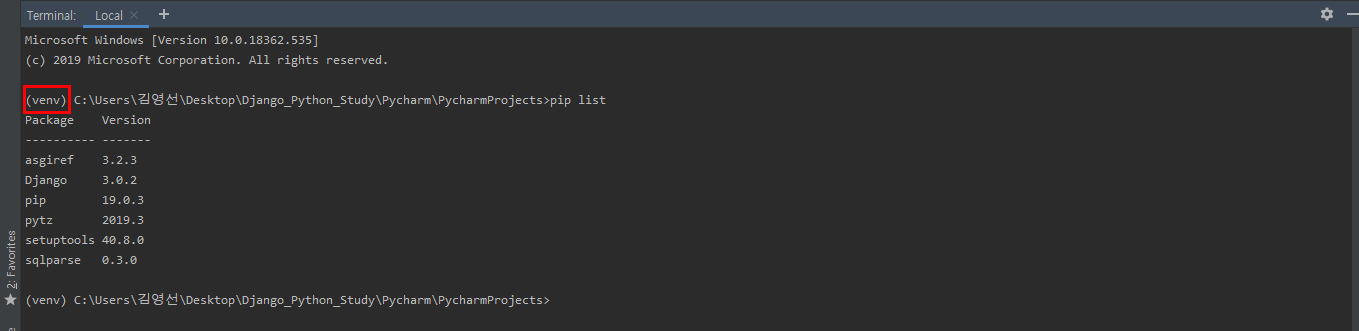 Terminal: Local × +
Microsoft Windows [Version 10.0.18362.535]
(c) 2019 Microsoft Corporation. All rights reserved.
(venv) C:\Users\김영선\Desktop\Django_Python_Study\Pycharm\PycharmProjects>pip list
Package    Version
---------- -------
asgiref    3.2.3
Django     3.0.2
pip        19.0.3
pytz       2019.3
setuptools 40.8.0
sqlparse   0.3.0
(venv) C:\Users\김영선\Desktop\Django_Python_Study\Pycharm\PycharmProjects>
2: Favorites